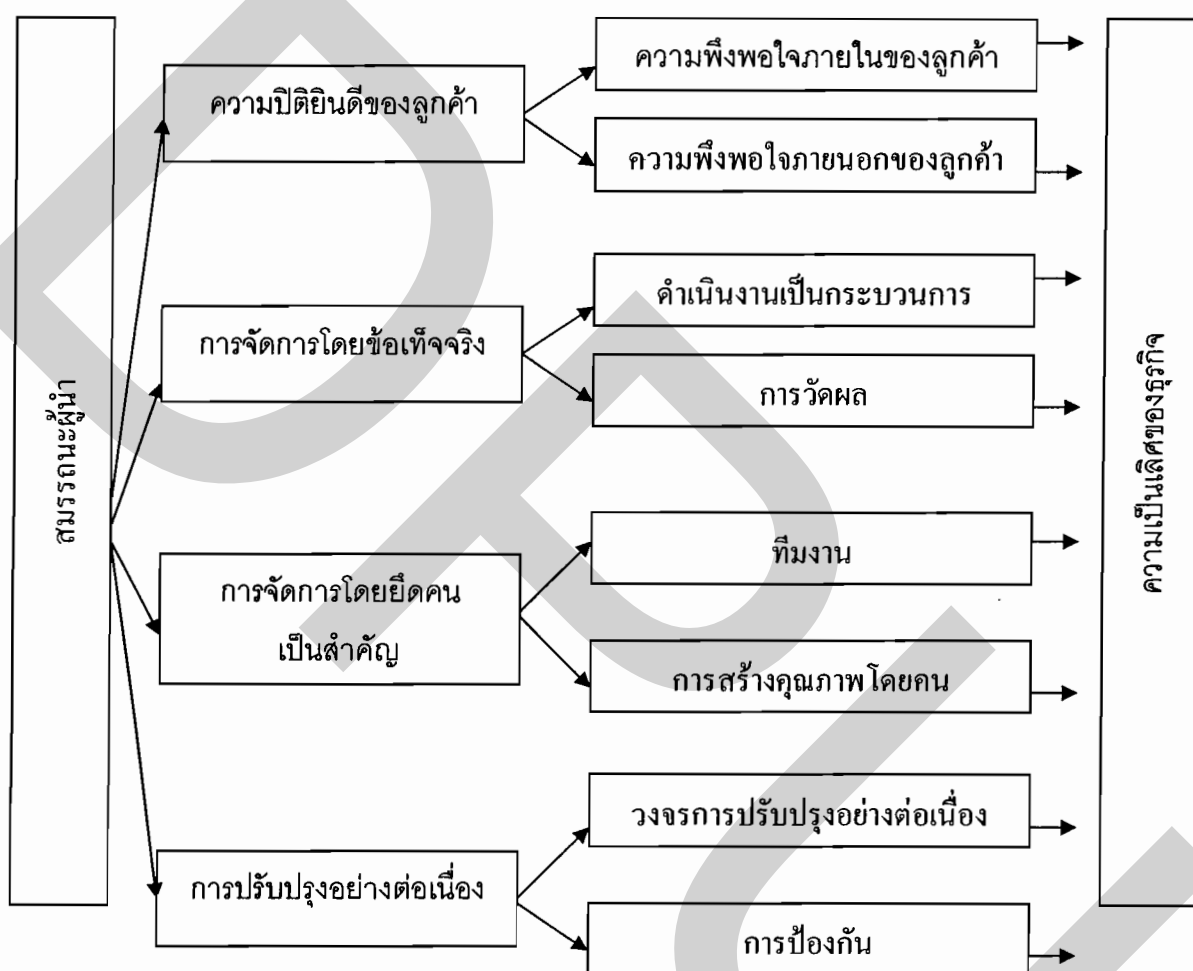 สมรรถนะผู้นำ
ความปิติยินดีของลูกค้า
ความพึงพอใจภายในของลูกค้า
ความพึงพอใจภายนอกของลูกค้า
การจัดการโดยข้อเท็จจริง
ดำเนินงานเป็นกระบวนการ
การวัดผล
การจัดการโดยยึดคน
เป็นสำคัญ
ทีมงาน
การสร้างคุณภาพโดยคน
การปรับปรุงอย่างต่อเนื่อง
วงจรการปรับปรุงอย่างต่อเนื่อง
การป้องกัน
ความเป็นเลิศของธุรกิจ